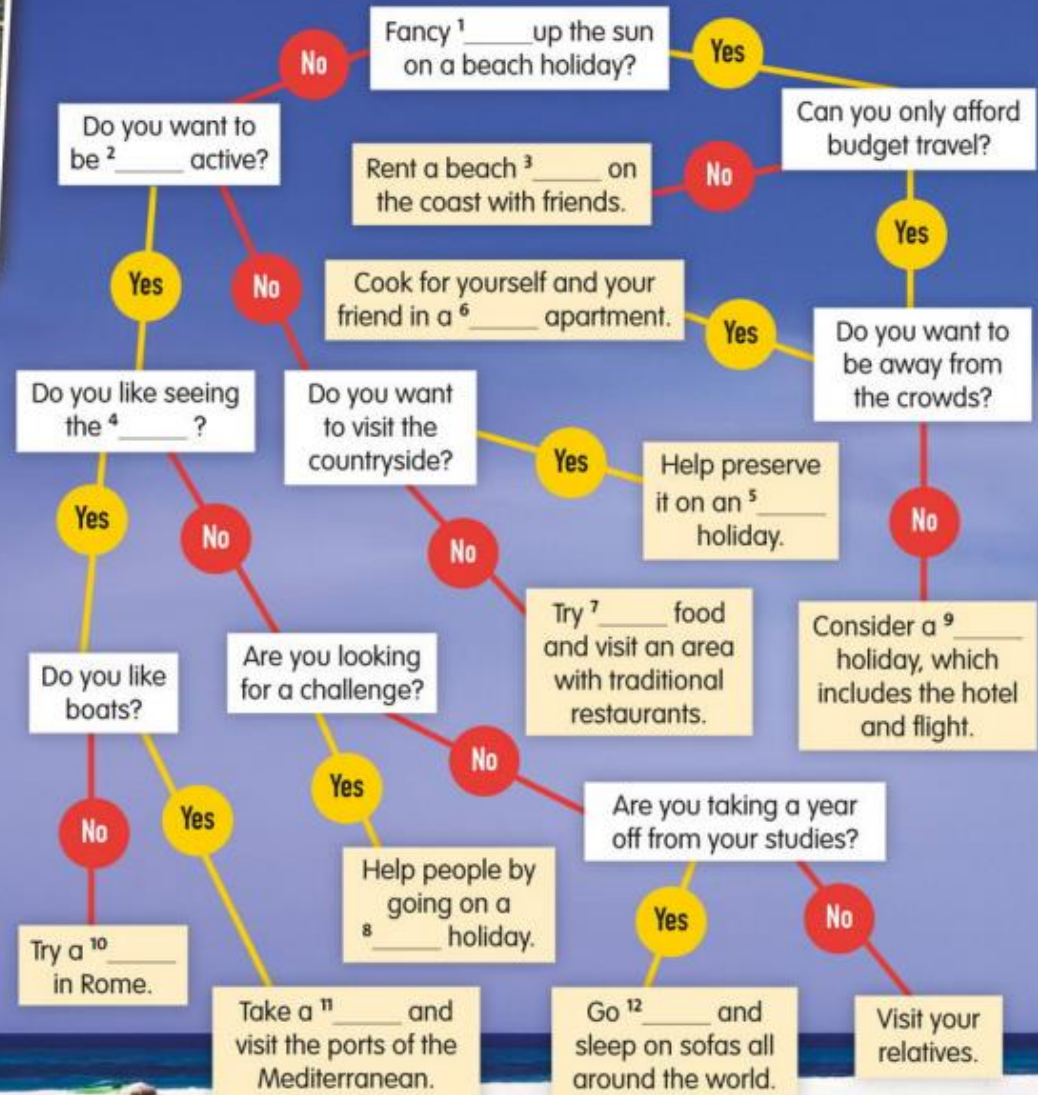 Fancy ¹_____ up the sun
on a beach holiday?
No
Yes
Do you want to
be ²_____ active?
Can you only afford
budget travel?
Rent a beach ³_____ on
the coast with friends.
No
Yes
Yes
No
Cook for yourself and your
friend in a ⁶_____ apartment.
Yes
Do you want to
be away from
the crowds?
Do you like seeing
the ⁴_____ ?
Do you want
to visit the
countryside?
Yes
Help preserve
it on an ⁵_____
holiday.
Yes
No
No
No
Try ⁷_____ food
and visit an area
with traditional
restaurants.
Consider a ⁹_____
holiday, which
includes the hotel
and flight.
Do you like
boats?
Are you looking
for a challenge?
No
Yes
Yes
No
Are you taking a year
off from your studies?
Help people by
going on a
⁸_____ holiday.
Yes
No
Try a ¹⁰_____
in Rome.
Take a ¹¹_____ and
visit the ports of the
Mediterranean.
Go ¹²_____ and
sleep on sofas all
around the world.
Visit your
relatives.